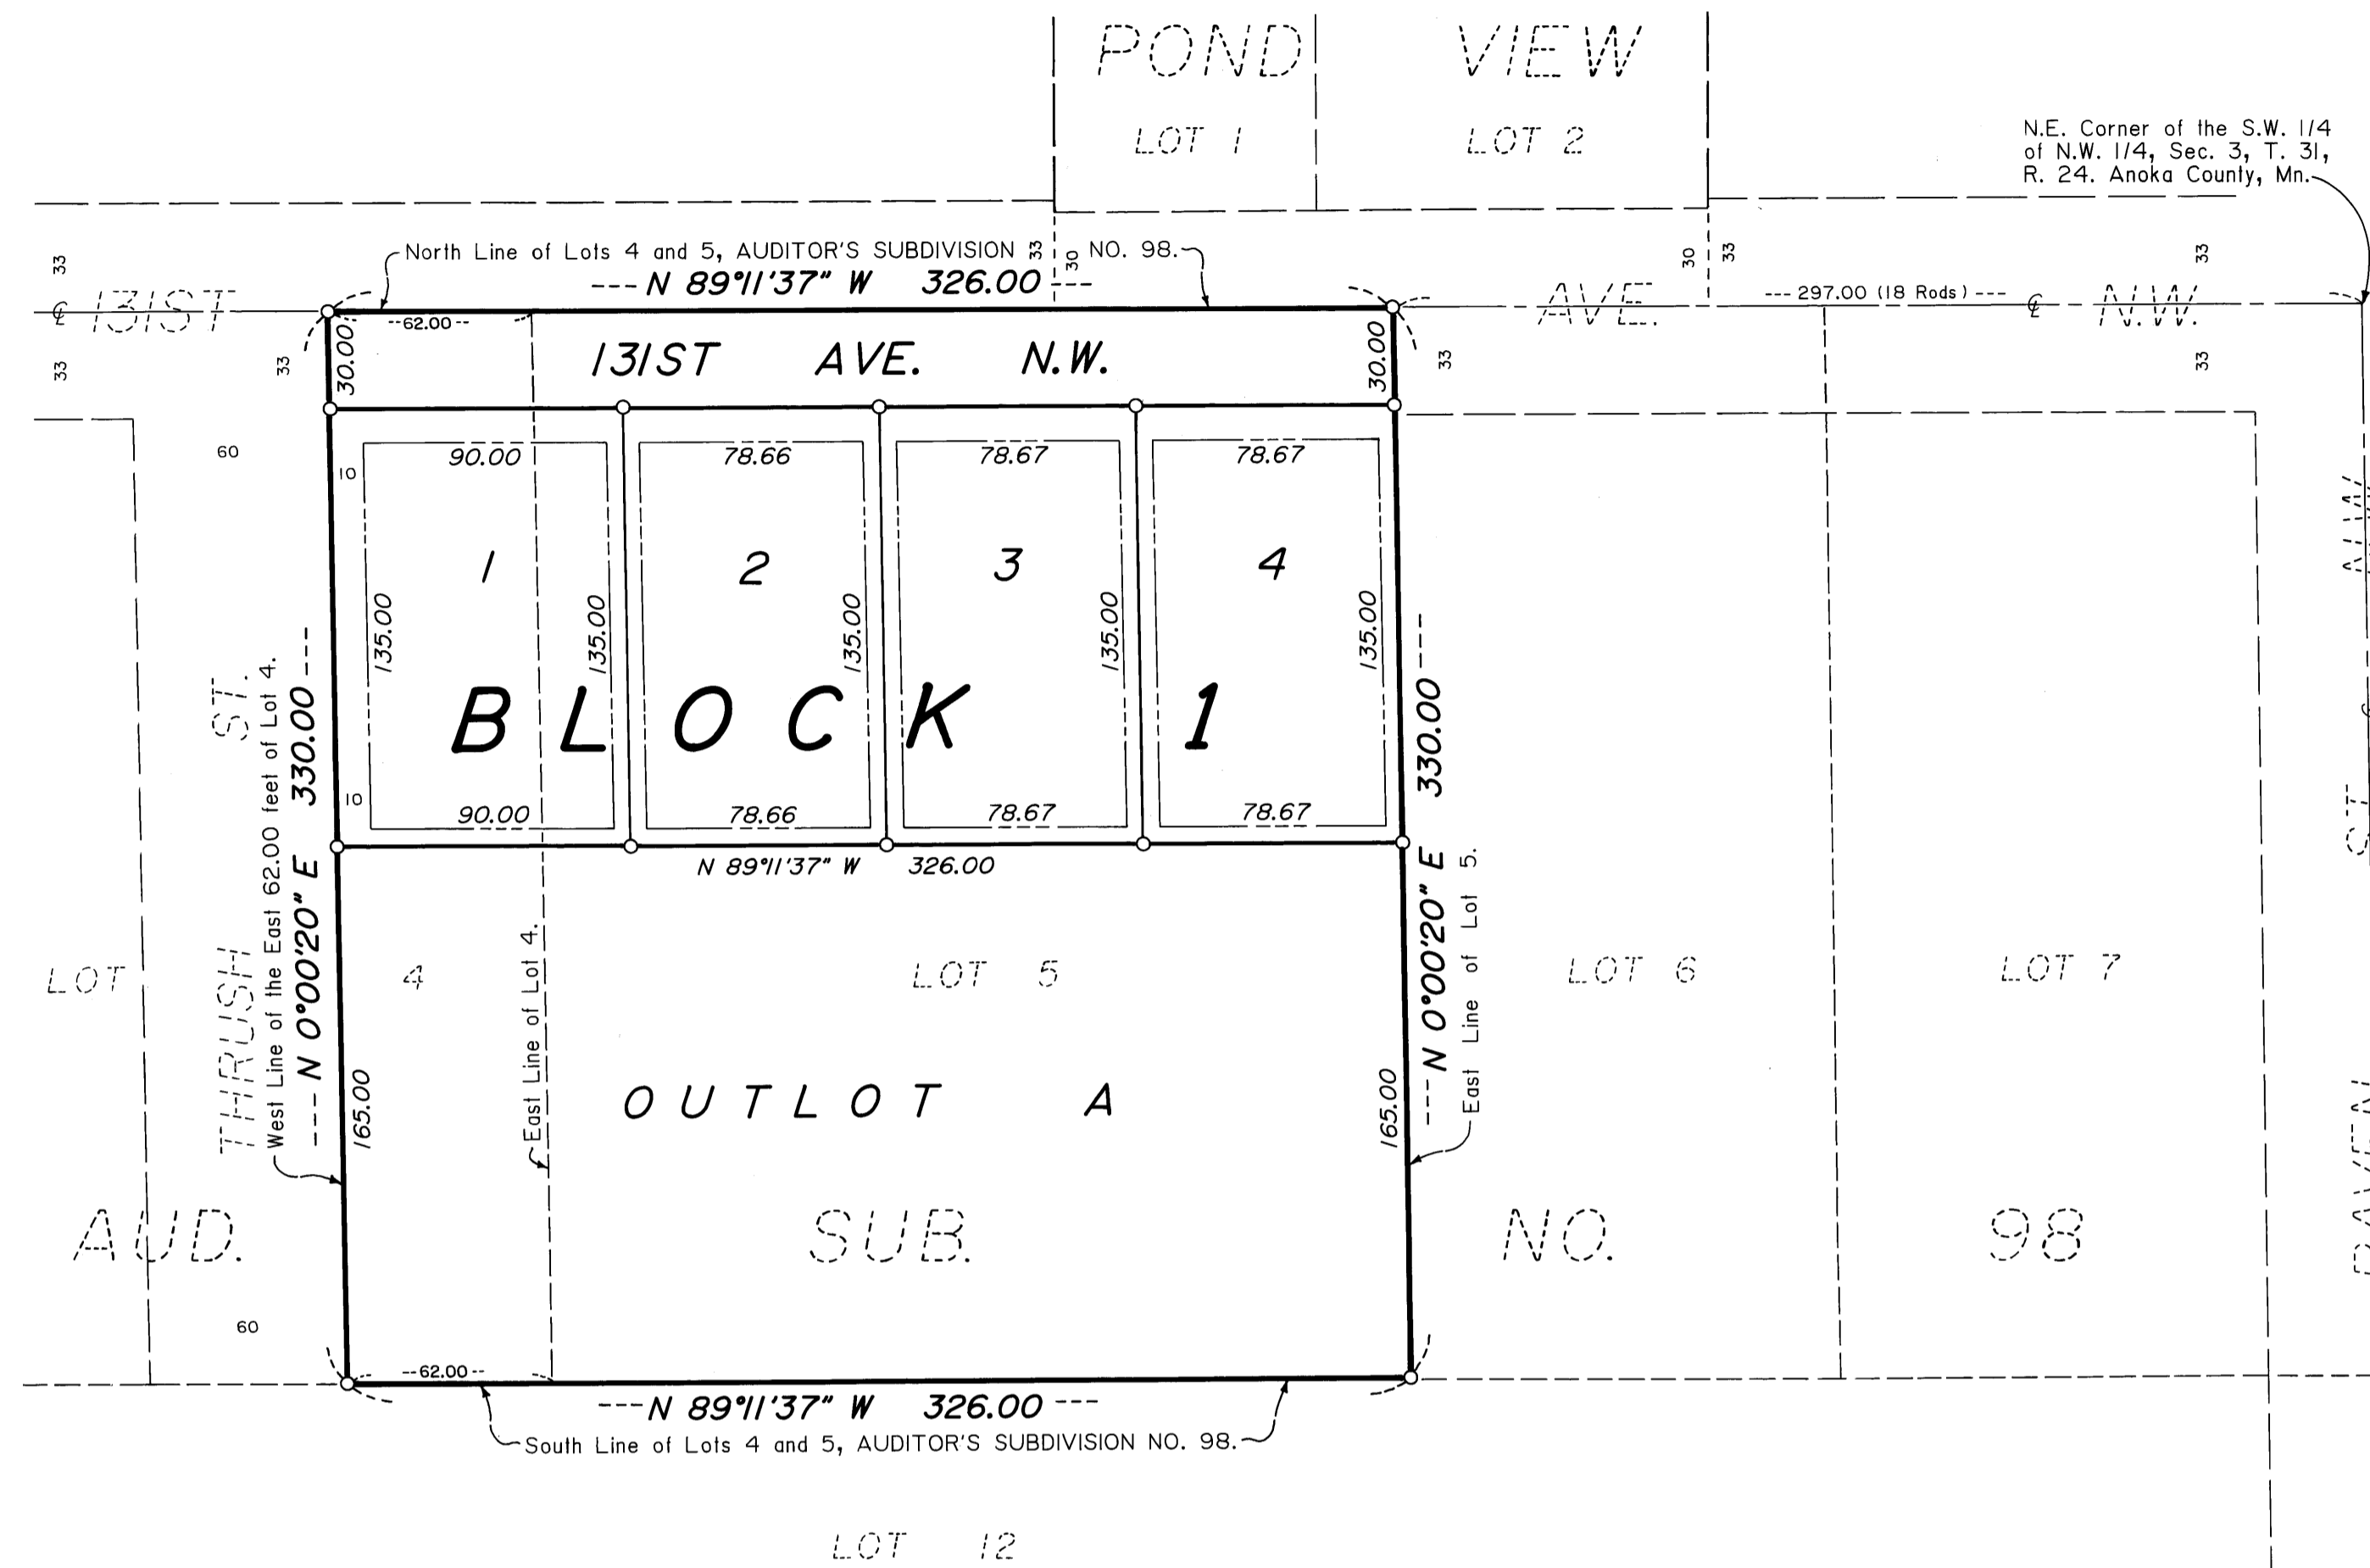 POND VIEW
LOT 1 LOT 2
N.E. Corner of the S.W. 1/4
of N.W. 1/4, Sec. 3, T. 31,
R. 24. Anoka County, Mn.
North Line of Lots 4 and 5, AUDITOR'S SUBDIVISION NO. 98.
33 33 30 30 33 33
--- N 89°11'37" W 326.00 ---
℄ 131ST AVE. ---297.00 (18 Rods)--- ℄ N.W.
--62.00--
30.00 131ST AVE. N.W. 30.00
33 33 33 33
60
10 90.00 78.66 78.67 78.67
1 2 3 4
135.00 135.00 135.00 135.00 135.00
BLOCK 1
10 90.00 78.66 78.67 78.67
N 89°11'37" W 326.00
THRUSH ST.
West Line of the East 62.00 feet of Lot 4.
---- N 0°00'20" E 330.00 ---
East Line of Lot 4.
---- N 0°00'20" E 330.00 ----
East Line of Lot 5.
RAVEN ST. N.W.
LOT 4 LOT 5 LOT 6 LOT 7
165.00 OUTLOT A 165.00
AUD. SUB. NO. 98
60
--62.00--
---N 89°11'37" W 326.00 ---
South Line of Lots 4 and 5, AUDITOR'S SUBDIVISION NO. 98.
LOT 12